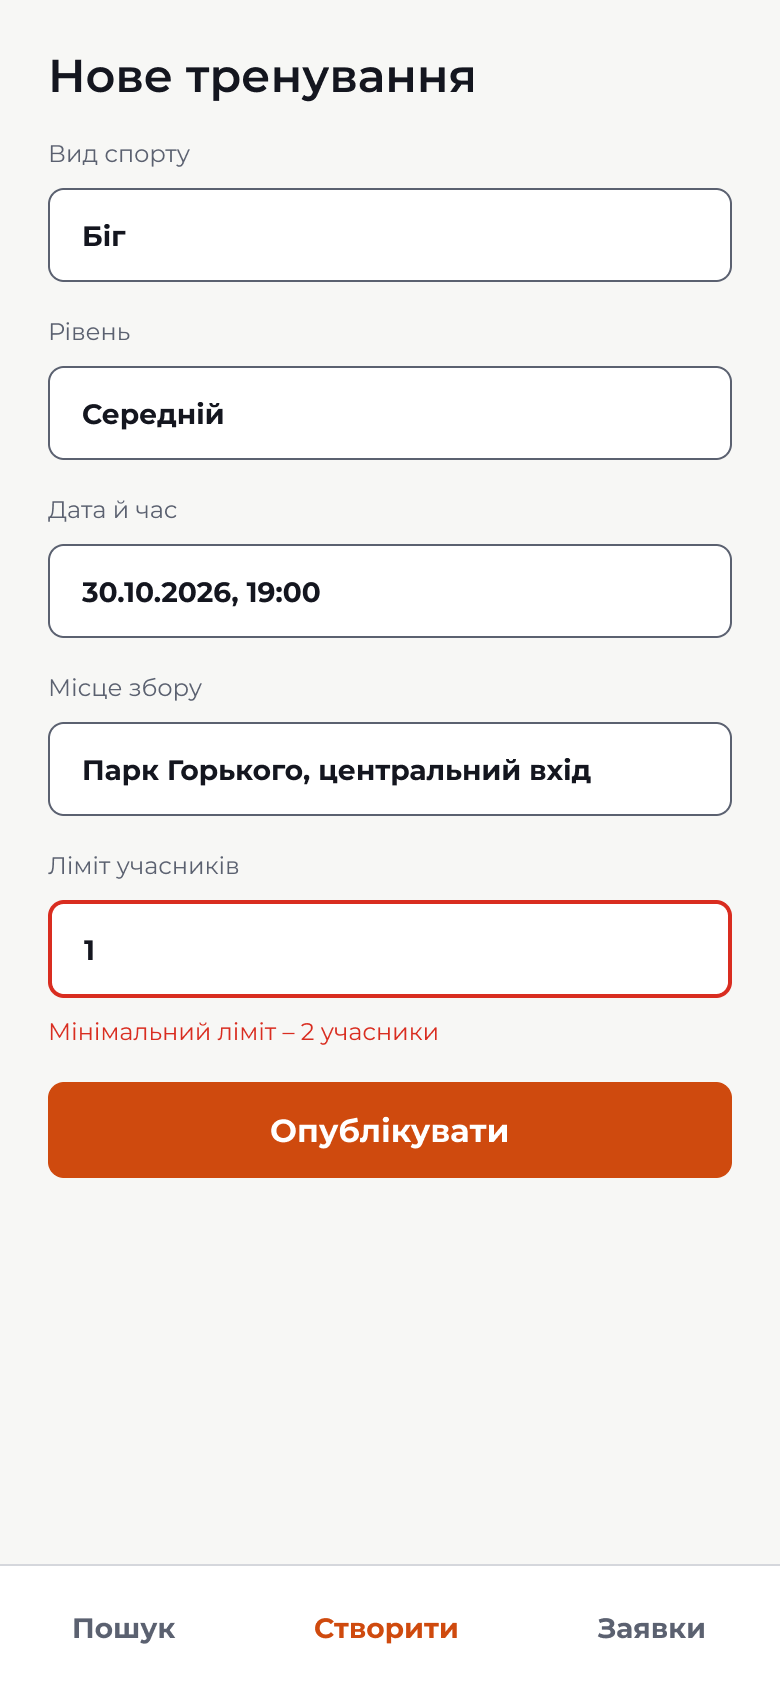 Нове тренування
Вид спорту
Біг
Рівень
Середній
Дата й час
30.10.2026, 19:00
Місце збору
Парк Горького, центральний вхід
Ліміт учасників
1
Мінімальний ліміт – 2 учасники
Опублікувати
Пошук
Створити
Заявки